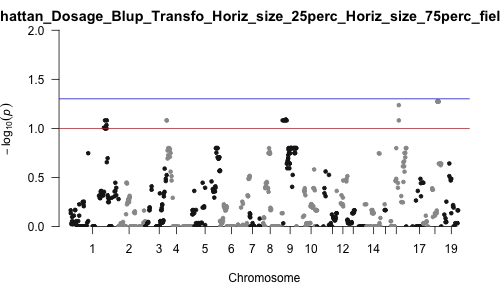 hattan_Dosage_Blup_Transfo_Horiz_size_25perc_Horiz_size_75perc_fiel
2.0
1.5
1.0
0.5
0.0
− log10(p)
1 2 3 4 5 6 7 8 9 10 12 14 17 19
Chromosome